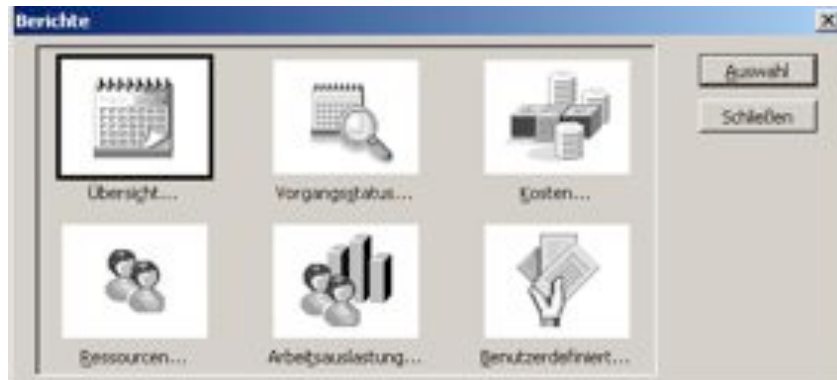 Berichte
Auswahl
Schließen
Übersicht...
Vorgangsstatus...
Kosten...
Ressourcen...
Arbeitsauslastung...
Benutzerdefiniert...